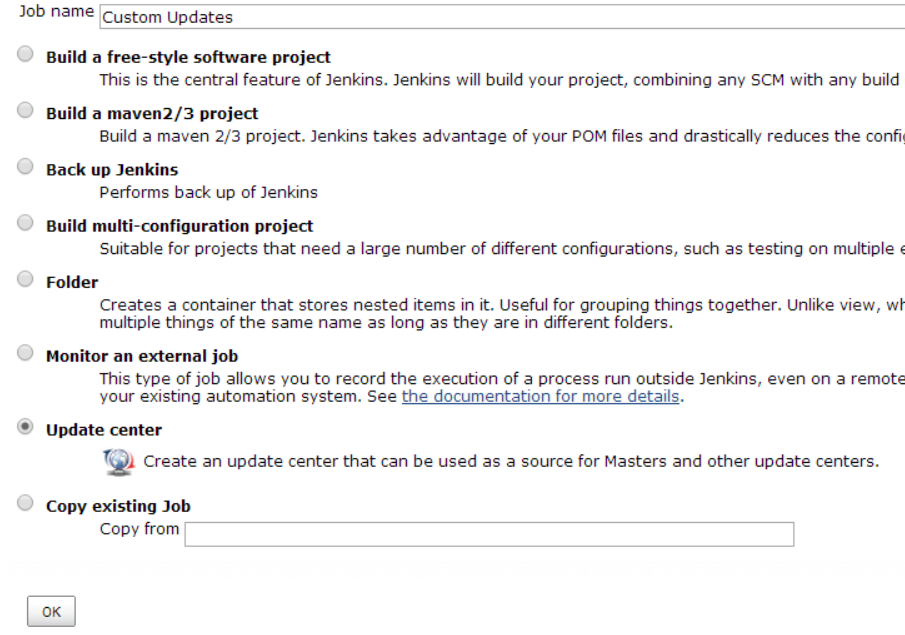 Job name Custom Updates
Build a free-style software project
This is the central feature of Jenkins. Jenkins will build your project, combining any SCM with any build
Build a maven2/3 project
Build a maven 2/3 project. Jenkins takes advantage of your POM files and drastically reduces the
Back up Jenkins
Performs back up of Jenkins
Build multi-configuration project
Suitable for projects that need a large number of different configurations, such as testing on multiple
Folder
Creates a container that stores nested items in it. Useful for grouping things together. Unlike view,
multiple things of the same name as long as they are in different folders.
Monitor an external job
This type of job allows you to record the execution of a process run outside Jenkins, even on a remote
your existing automation system. See the documentation for more details.
Update center
Create an update center that can be used as a source for Masters and other update centers.
Copy existing Job
Copy from
OK